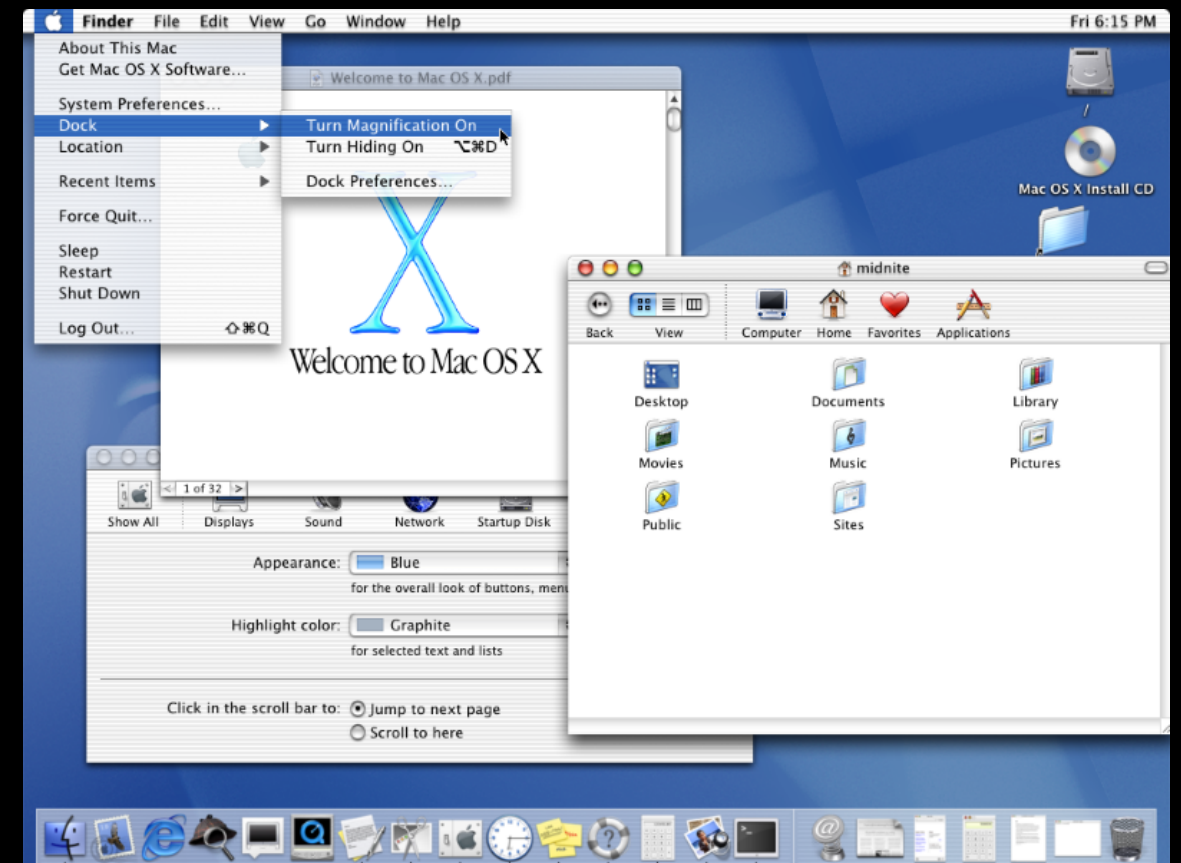 Finder File Edit View Go Window Help Fri 6:15 PM
About This Mac
Get Mac OS X Software...
System Preferences...
Dock
Location
Recent Items
Force Quit...
Sleep
Restart
Shut Down
Log Out... ⇧⌘Q
Turn Magnification On
Turn Hiding On ⌥⌘D
Dock Preferences...
Welcome to Mac OS X.pdf
X
Welcome to Mac OS X
1 of 32
/
Mac OS X Install CD
midnite
Back View Computer Home Favorites Applications
Desktop Documents Library
Movies Music Pictures
Public Sites
Show All Displays Sound Network Startup Disk
Appearance: Blue
for the overall look of buttons, menu
Highlight color: Graphite
for selected text and lists
Click in the scroll bar to: Jump to next page
Scroll to here